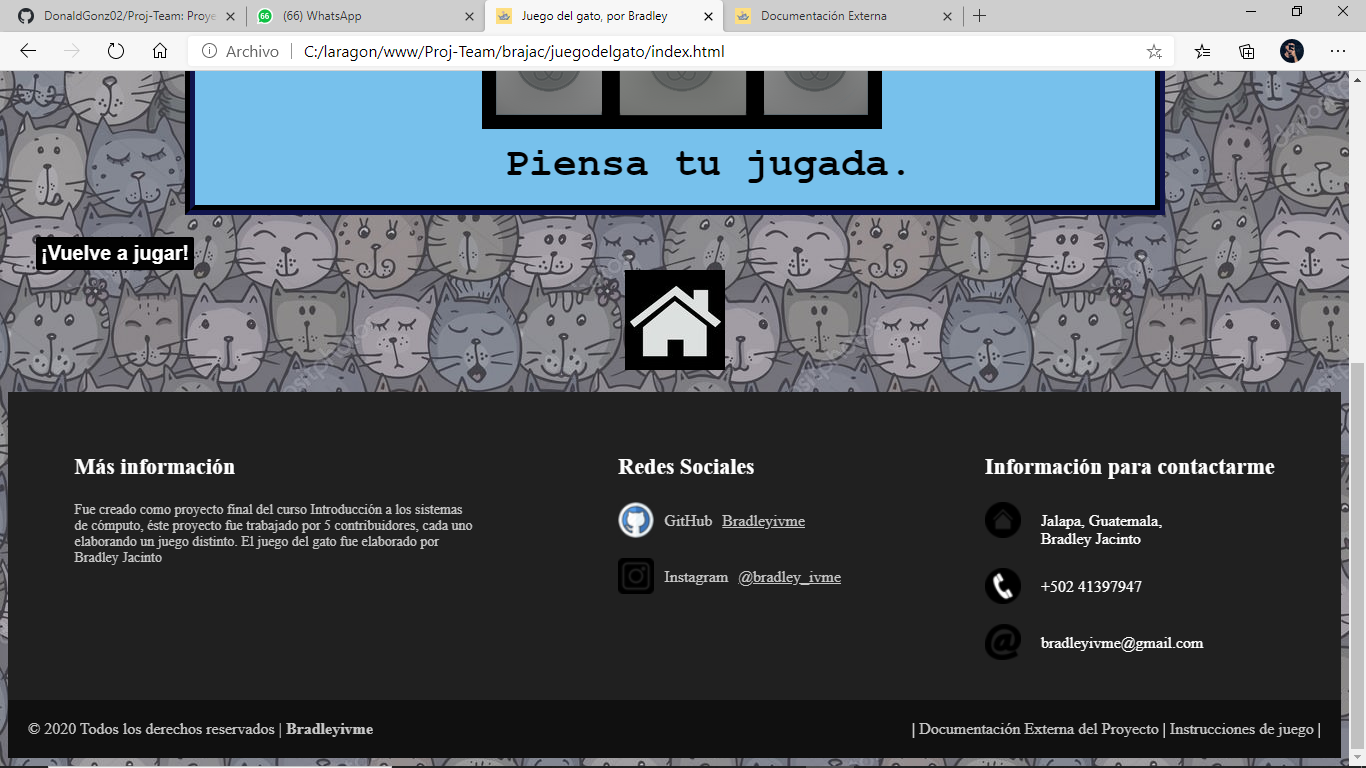 DonaldGonz02/Proj-Team: Proye
66
(66) WhatsApp
Juego del gato, por Bradley
Documentación Externa
Archivo
C:/laragon/www/Proj-Team/brajac/juegodelgato/index.html
Piensa tu jugada.
¡Vuelve a jugar!
Más información
Fue creado como proyecto final del curso Introducción a los sistemas
de cómputo, éste proyecto fue trabajado por 5 contribuidores, cada uno
elaborando un juego distinto. El juego del gato fue elaborado por
Bradley Jacinto
Redes Sociales
GitHub Bradleyivme
Instagram @bradley_ivme
Información para contactarme
Jalapa, Guatemala,
Bradley Jacinto
+502 41397947
bradleyivme@gmail.com
© 2020 Todos los derechos reservados | Bradleyivme
| Documentación Externa del Proyecto | Instrucciones de juego |